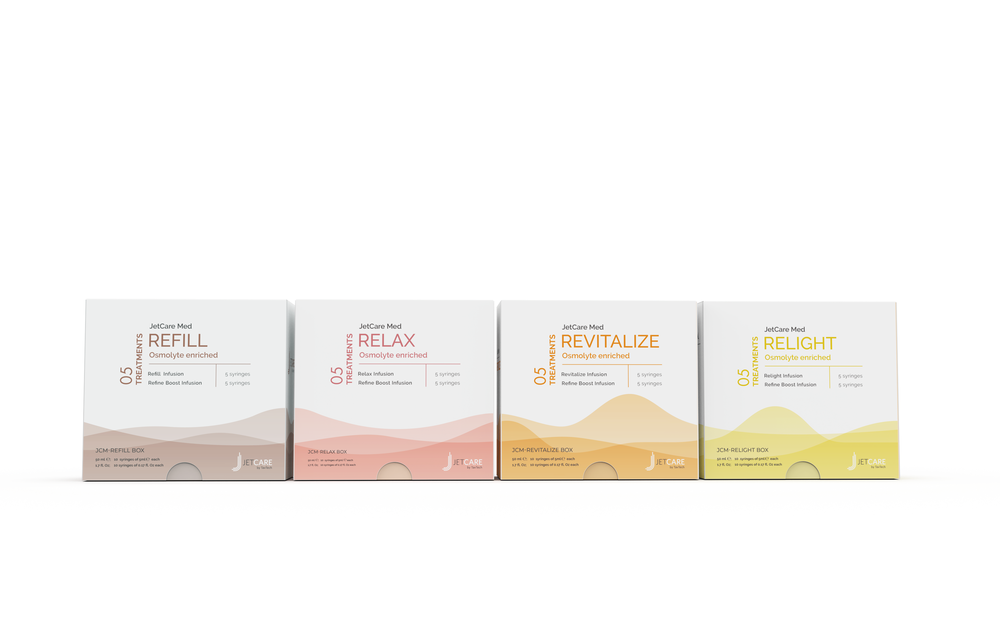 JetCare Med
REFILL
Osmolyte enriched
05
TREATMENTS
Refill Infusion 5 syringes
Refine Boost Infusion 5 syringes
JCM-REFILL BOX
50 ml ℮; 10 syringes of 5ml ℮ each
1.7 fl. Oz; 10 syringes of 0.17 fl. Oz each
JETCARE
by TavTech
JetCare Med
RELAX
Osmolyte enriched
05
TREATMENTS
Relax Infusion 5 syringes
Refine Boost Infusion 5 syringes
JCM-RELAX BOX
50 ml ℮; 10 syringes of 5ml ℮ each
1.7 fl. Oz; 10 syringes of 0.17 fl. Oz each
JETCARE
by TavTech
JetCare Med
REVITALIZE
Osmolyte enriched
05
TREATMENTS
Revitalize Infusion 5 syringes
Refine Boost Infusion 5 syringes
JCM-REVITALIZE BOX
50 ml ℮; 10 syringes of 5ml ℮ each
1.7 fl. Oz; 10 syringes of 0.17 fl. Oz each
JETCARE
by TavTech
JetCare Med
RELIGHT
Osmolyte enriched
05
TREATMENTS
Relight Infusion 5 syringes
Refine Boost Infusion 5 syringes
JCM-RELIGHT BOX
50 ml ℮; 10 syringes of 5ml ℮ each
1.7 fl. Oz; 10 syringes of 0.17 fl. Oz each
JETCARE
by TavTech